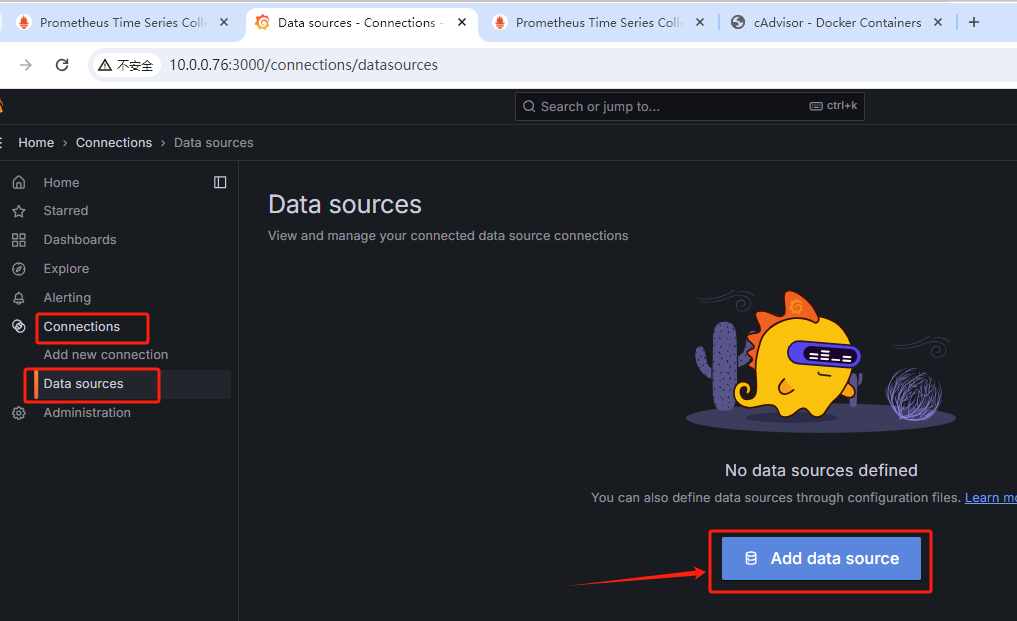 Prometheus Time Series Colle
Data sources - Connections -
Prometheus Time Series Colle
cAdvisor - Docker Containers
不安全
10.0.0.76:3000/connections/datasources
Search or jump to...
ctrl+k
Home › Connections › Data sources
Home
Starred
Dashboards
Explore
Alerting
Connections
Add new connection
Data sources
Administration
Data sources
View and manage your connected data source connections
No data sources defined
You can also define data sources through configuration files. Learn mo
Add data source